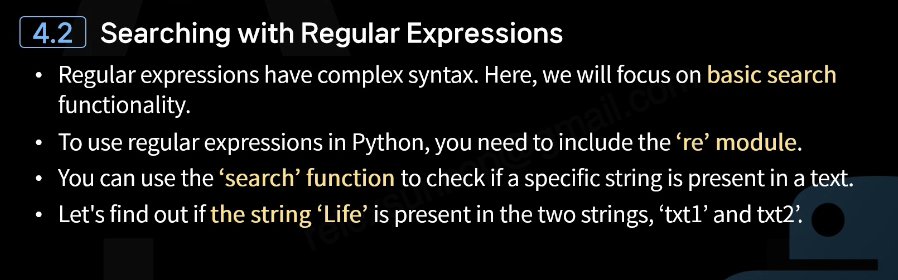 4.2 Searching with Regular Expressions
• Regular expressions have complex syntax. Here, we will focus on basic search
functionality.
• To use regular expressions in Python, you need to include the ‘re’ module.
• You can use the ‘search’ function to check if a specific string is present in a text.
• Let's find out if the string ‘Life’ is present in the two strings, ‘txt1’ and txt2’.